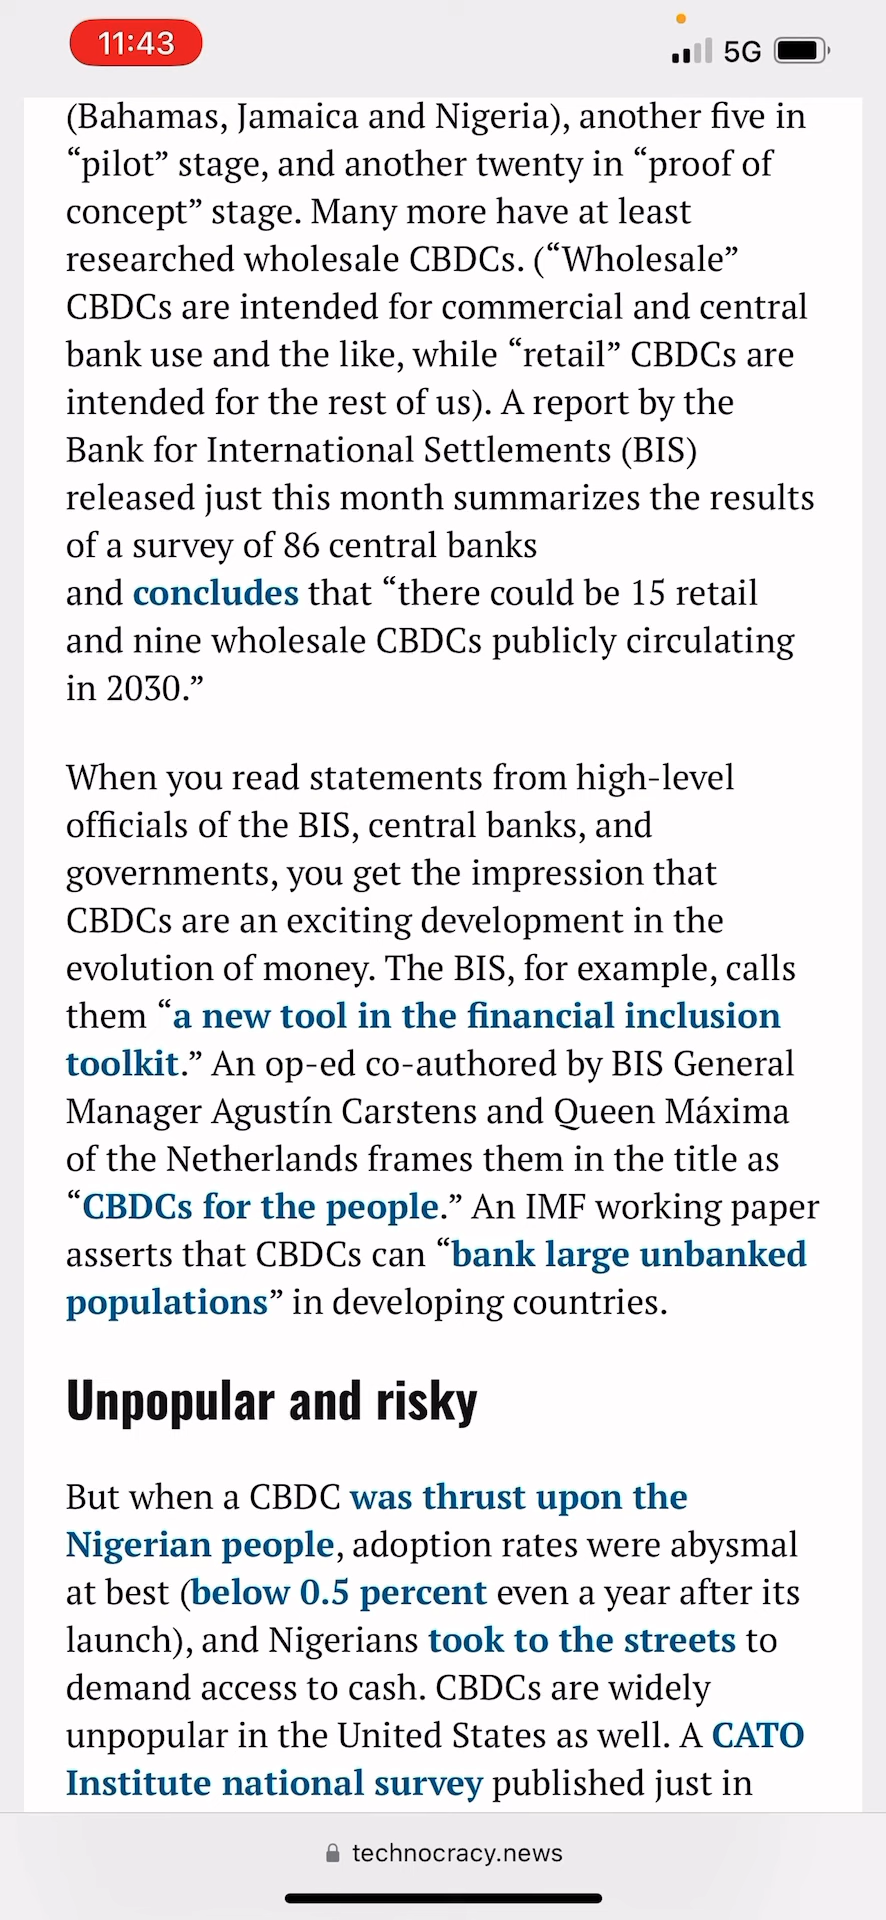 11:43
5G
(Bahamas, Jamaica and Nigeria), another five in
“pilot” stage, and another twenty in “proof of
concept” stage. Many more have at least
researched wholesale CBDCs. (“Wholesale”
CBDCs are intended for commercial and central
bank use and the like, while “retail” CBDCs are
intended for the rest of us). A report by the
Bank for International Settlements (BIS)
released just this month summarizes the results
of a survey of 86 central banks
and concludes that “there could be 15 retail
and nine wholesale CBDCs publicly circulating
in 2030.”
When you read statements from high-level
officials of the BIS, central banks, and
governments, you get the impression that
CBDCs are an exciting development in the
evolution of money. The BIS, for example, calls
them “a new tool in the financial inclusion
toolkit.” An op-ed co-authored by BIS General
Manager Agustín Carstens and Queen Máxima
of the Netherlands frames them in the title as
“CBDCs for the people.” An IMF working paper
asserts that CBDCs can “bank large unbanked
populations” in developing countries.
Unpopular and risky
But when a CBDC was thrust upon the
Nigerian people, adoption rates were abysmal
at best (below 0.5 percent even a year after its
launch), and Nigerians took to the streets to
demand access to cash. CBDCs are widely
unpopular in the United States as well. A CATO
Institute national survey published just in
technocracy.news